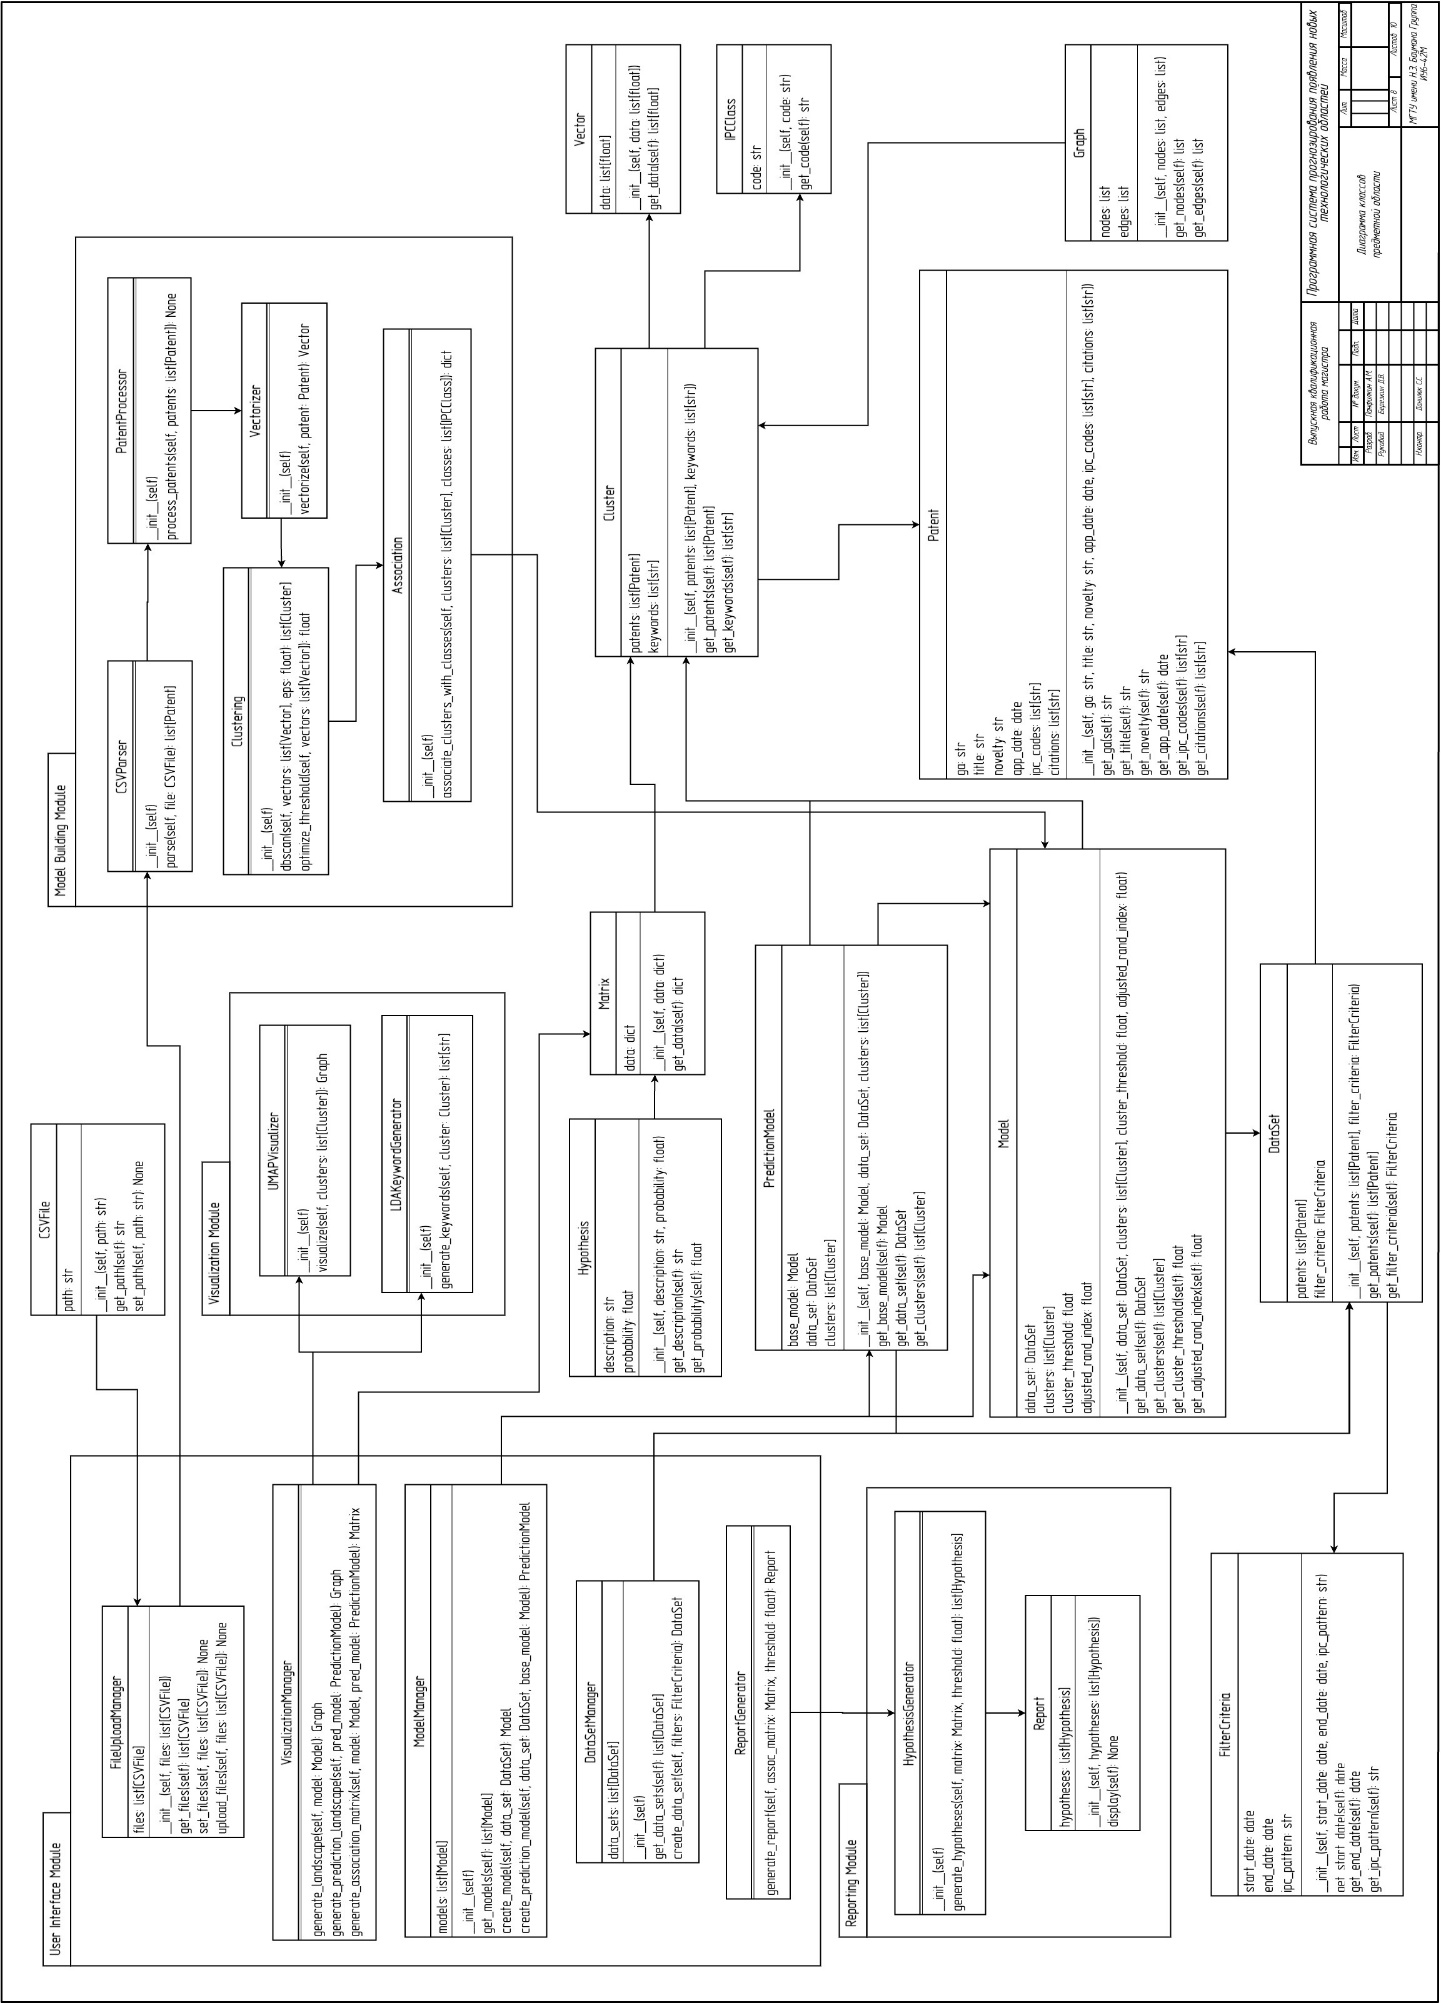 User Interface Module
FileUploadManager
files: list[CSVFile]
__init__(self, files: list[CSVFile])
get_files(self): list[CSVFile]
set_files(self, files: list[CSVFile]): None
upload_files(self, files: list[CSVFile]): None
VisualizationManager
generate_landscape(self, model: Model): Graph
generate_prediction_landscape(self, pred_model: PredictionModel): Graph
generate_association_matrix(self, model: Model, pred_model: PredictionModel): Matrix
ModelManager
models: list[Model]
__init__(self)
get_models(self): list[Model]
create_model(self, data_set: DataSet): Model
create_prediction_model(self, data_set: DataSet, base_model: Model): PredictionModel
DataSetManager
data_sets: list[DataSet]
__init__(self)
get_data_sets(self): list[DataSet]
create_data_set(self, filters: FilterCriteria): DataSet
ReportGenerator
generate_report(self, assoc_matrix: Matrix, threshold: float): Report
Reporting Module
HypothesisGenerator
__init__(self)
generate_hypotheses(self, matrix: Matrix, threshold: float): list[Hypothesis]
Report
hypotheses: list[Hypothesis]
__init__(self, hypotheses: list[Hypothesis])
display(self): None
FilterCriteria
start_date: date
end_date: date
ipc_pattern: str
__init__(self, start_date: date, end_date: date, ipc_pattern: str)
get_start_date(self): date
get_end_date(self): date
get_ipc_pattern(self): str
CSVFile
path: str
__init__(self, path: str)
get_path(self): str
set_path(self, path: str): None
Visualization Module
UMAPVisualizer
__init__(self)
visualize(self, clusters: list[Cluster]): Graph
LDAKeywordGenerator
__init__(self)
generate_keywords(self, cluster: Cluster): list[str]
Hypothesis
description: str
probability: float
__init__(self, description: str, probability: float)
get_description(self): str
get_probability(self): float
Matrix
data: dict
__init__(self, data: dict)
get_data(self): dict
PredictionModel
base_model: Model
data_set: DataSet
clusters: list[Cluster]
__init__(self, base_model: Model, data_set: DataSet, clusters: list[Cluster])
get_base_model(self): Model
get_data_set(self): DataSet
get_clusters(self): list[Cluster]
Model
data_set: DataSet
clusters: list[Cluster]
cluster_threshold: float
adjusted_rand_index: float
__init__(self, data_set: DataSet, clusters: list[Cluster], cluster_threshold: float, adjusted_rand_index: float)
get_data_set(self): DataSet
get_clusters(self): list[Cluster]
get_cluster_threshold(self): float
get_adjusted_rand_index(self): float
DataSet
patents: list[Patent]
filter_criteria: FilterCriteria
__init__(self, patents: list[Patent], filter_criteria: FilterCriteria)
get_patents(self): list[Patent]
get_filter_criteria(self): FilterCriteria
Model Building Module
CSVParser
__init__(self)
parse(self, file: CSVFile): list[Patent]
PatentProcessor
__init__(self)
process_patents(self, patents: list[Patent]): None
Vectorizer
__init__(self)
vectorize(self, patent: Patent): Vector
Clustering
__init__(self)
dbscan(self, vectors: list[Vector], eps: float): list[Cluster]
optimize_threshold(self, vectors: list[Vector]): float
Association
__init__(self)
associate_clusters_with_classes(self, clusters: list[Cluster], classes: list[IPCClass]): dict
Cluster
patents: list[Patent]
keywords: list[str]
__init__(self, patents: list[Patent], keywords: list[str])
get_patents(self): list[Patent]
get_keywords(self): list[str]
Patent
ga: str
title: str
novelty: str
app_date: date
ipc_codes: list[str]
citations: list[str]
__init__(self, ga: str, title: str, novelty: str, app_date: date, ipc_codes: list[str], citations: list[str])
get_ga(self): str
get_title(self): str
get_novelty(self): str
get_app_date(self): date
get_ipc_codes(self): list[str]
get_citations(self): list[str]
Vector
data: list[float]
__init__(self, data: list[float])
get_data(self): list[float]
IPCClass
code: str
__init__(self, code: str)
get_code(self): str
Graph
nodes: list
edges: list
__init__(self, nodes: list, edges: list)
get_nodes(self): list
get_edges(self): list
Выпускная квалификационная
работа магистра
Программная система прогнозирования появления новых
технологических областей
Изм Лист № докум. Подп. Дата
Разраб.
Руковод. Березкин Д.В.
Н.контр.
Диаграмма классов
предметной области
Лит. Масса Масштаб
Лист 8 Листов 10
МГТУ имени Н.Э. Баумана Группа
ИУ6-42М